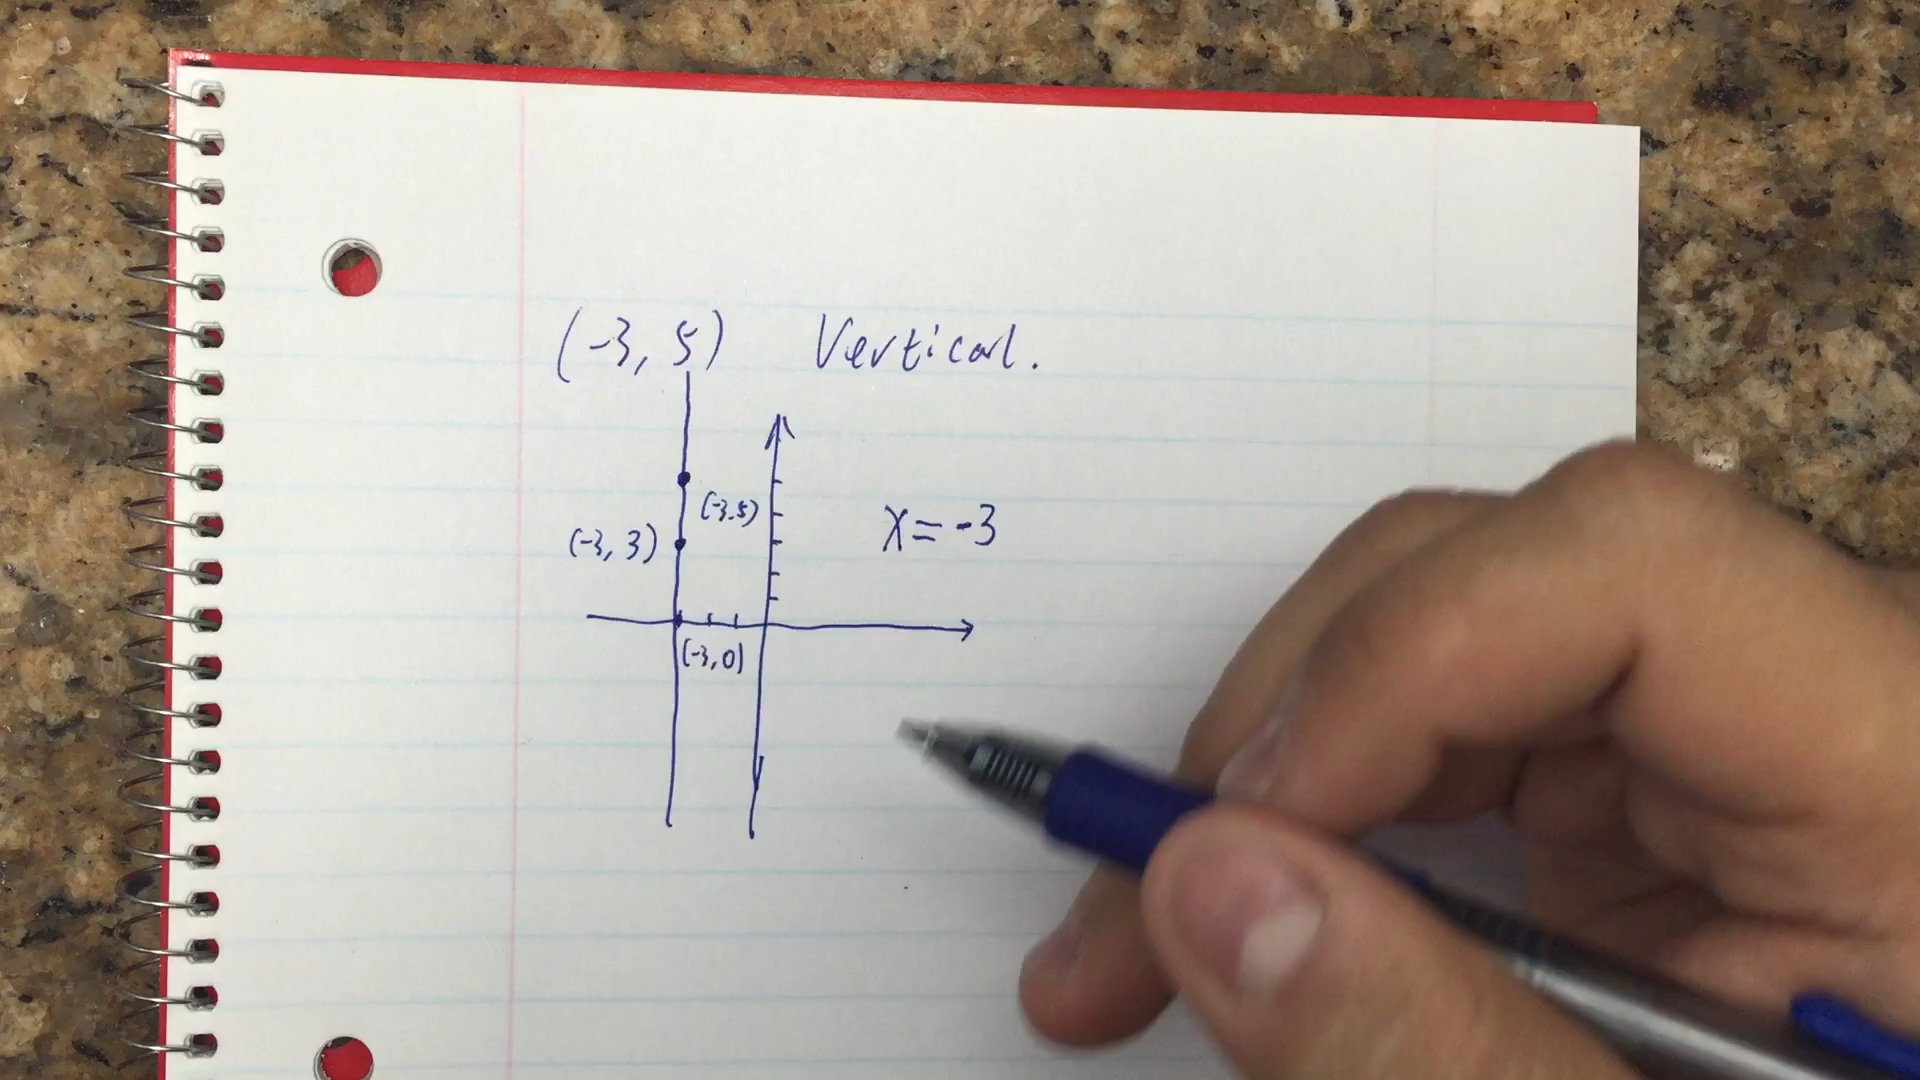 (-3, 5) Vertical.
(-3,5)
(-3, 3)
x = -3
(-3, 0)